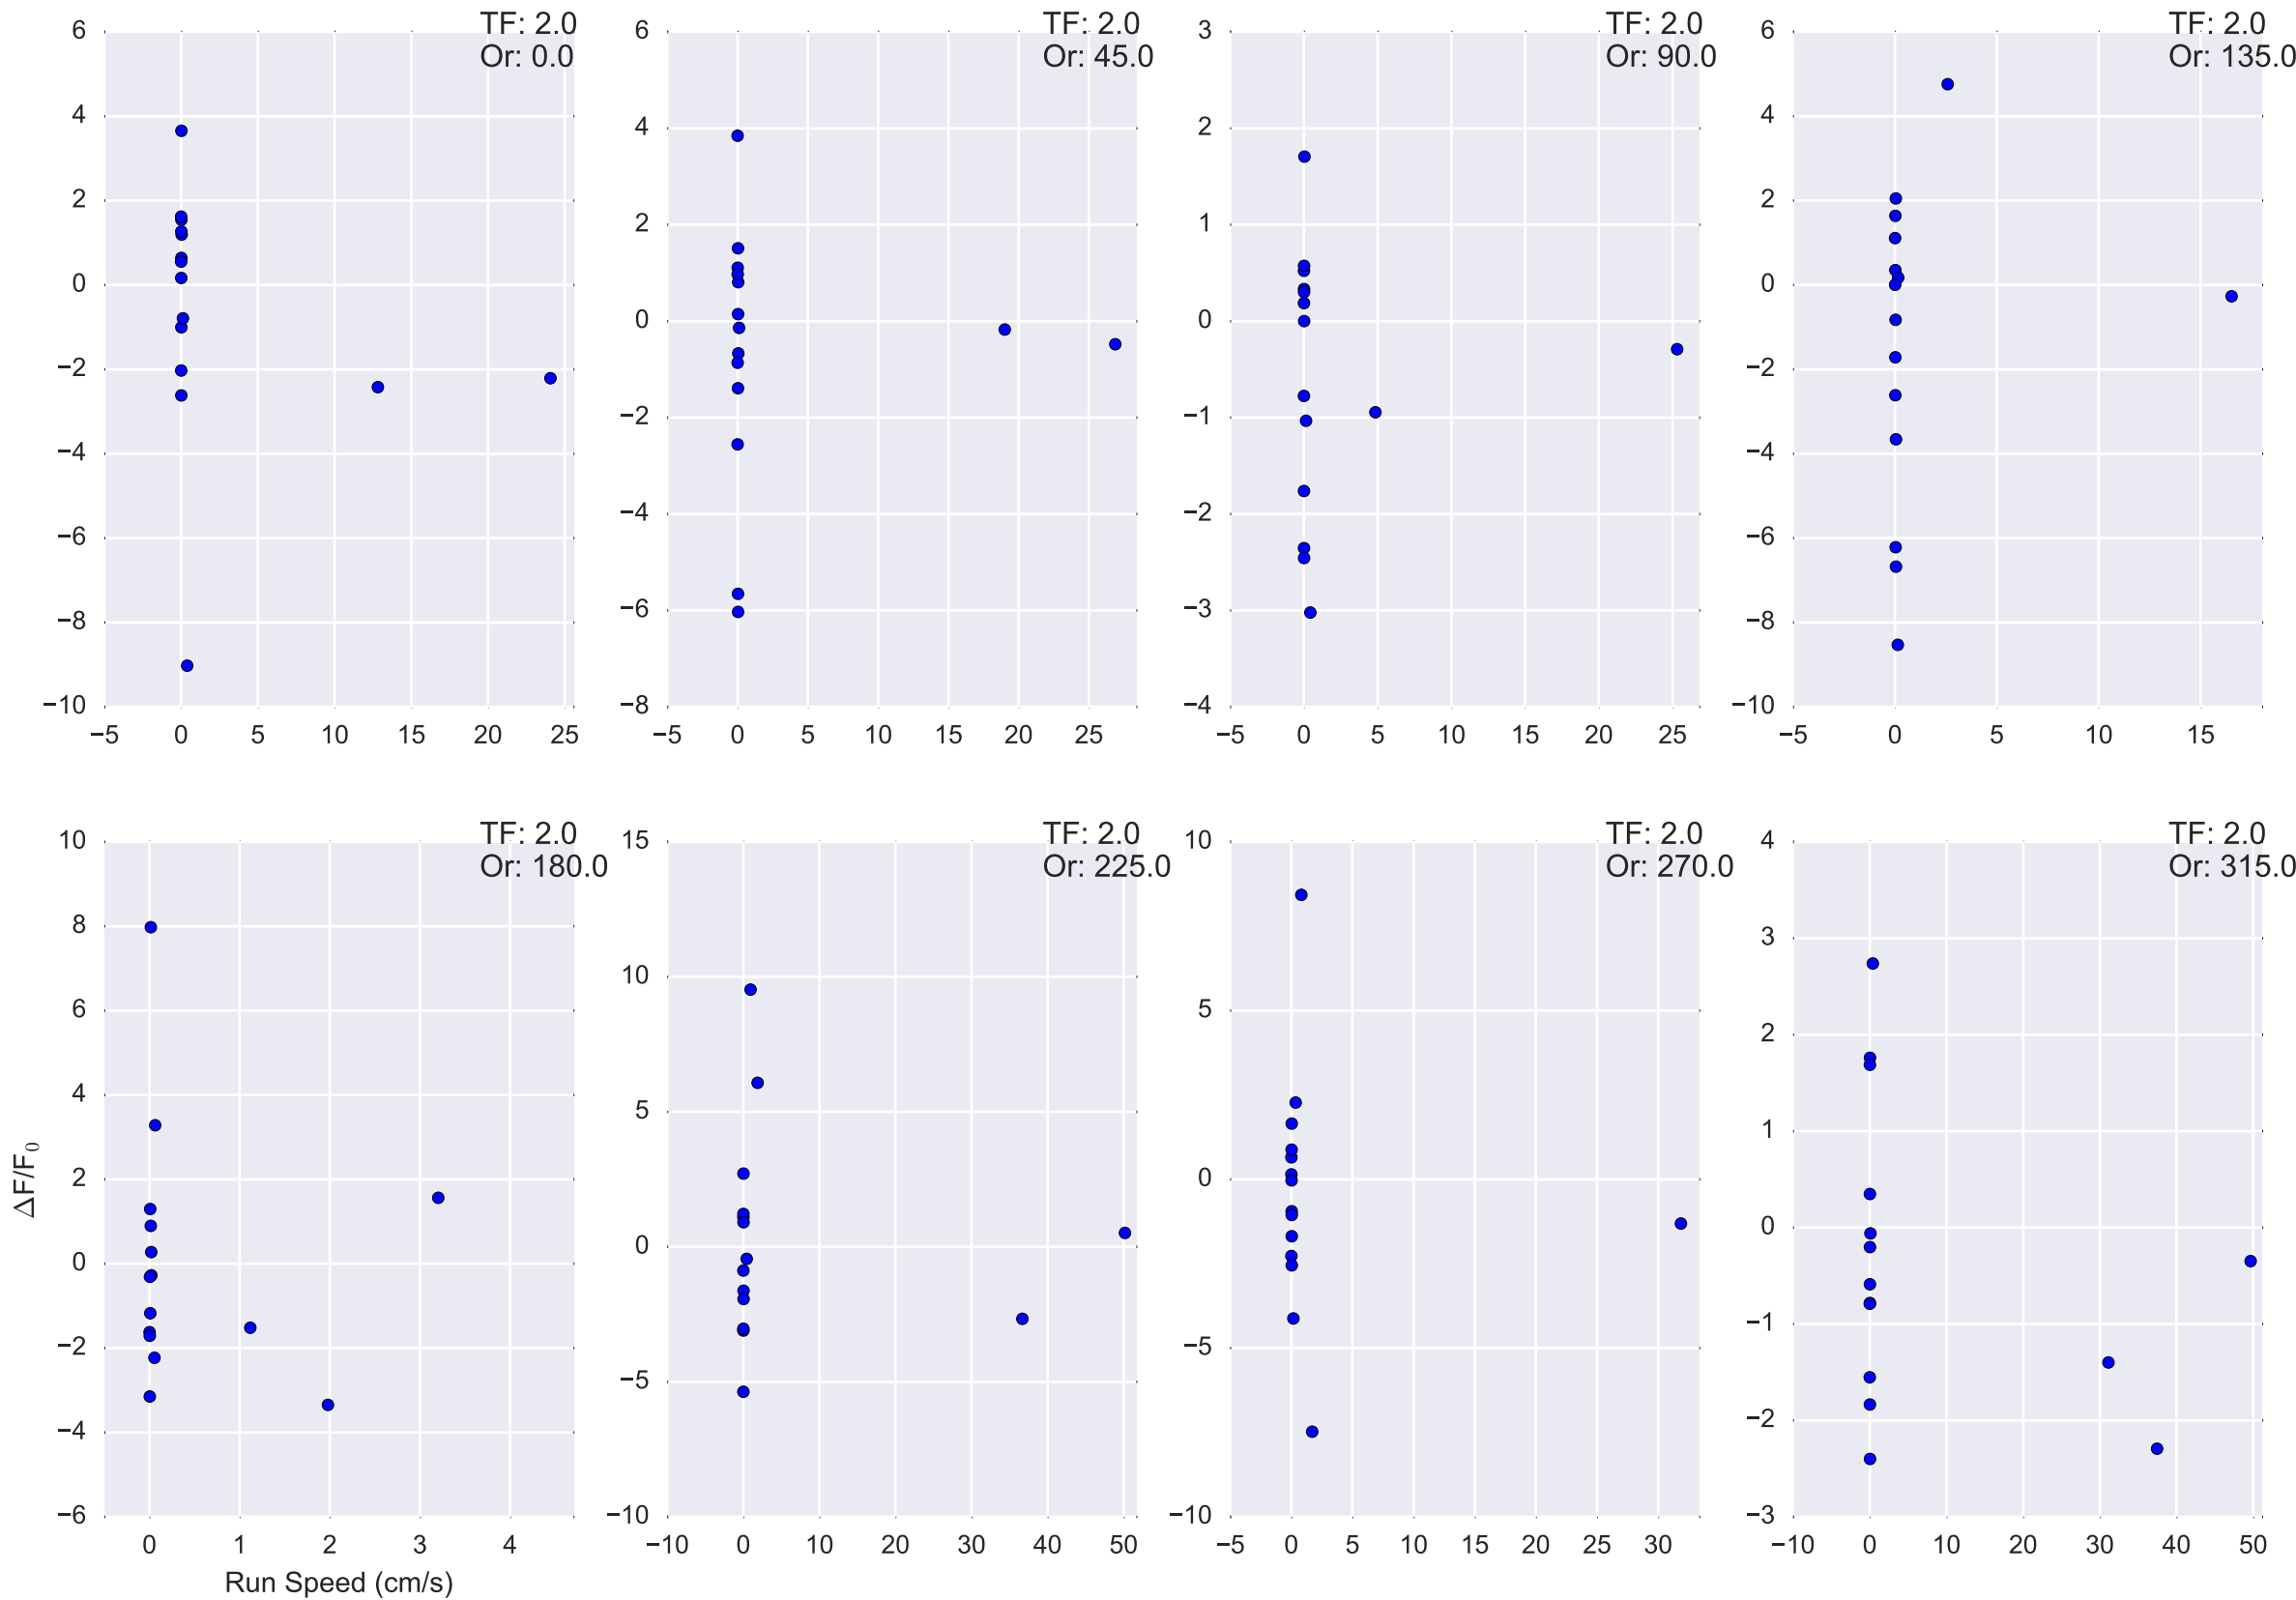 TF: 2.0
Or: 0.0
6
4
2
0
−2
−4
−6
−8
−10
−5 0 5 10 15 20 25
TF: 2.0
Or: 45.0
6
4
2
0
−2
−4
−6
−8
−5 0 5 10 15 20 25
TF: 2.0
Or: 90.0
3
2
1
0
−1
−2
−3
−4
−5 0 5 10 15 20 25
TF: 2.0
Or: 135.0
6
4
2
0
−2
−4
−6
−8
−10
−5 0 5 10 15
TF: 2.0
Or: 180.0
10
8
6
4
2
0
−2
−4
−6
ΔF/F0
0 1 2 3 4
Run Speed (cm/s)
TF: 2.0
Or: 225.0
15
10
5
0
−5
−10
−10 0 10 20 30 40 50
TF: 2.0
Or: 270.0
10
5
0
−5
−10
−5 0 5 10 15 20 25 30
TF: 2.0
Or: 315.0
4
3
2
1
0
−1
−2
−3
−10 0 10 20 30 40 50